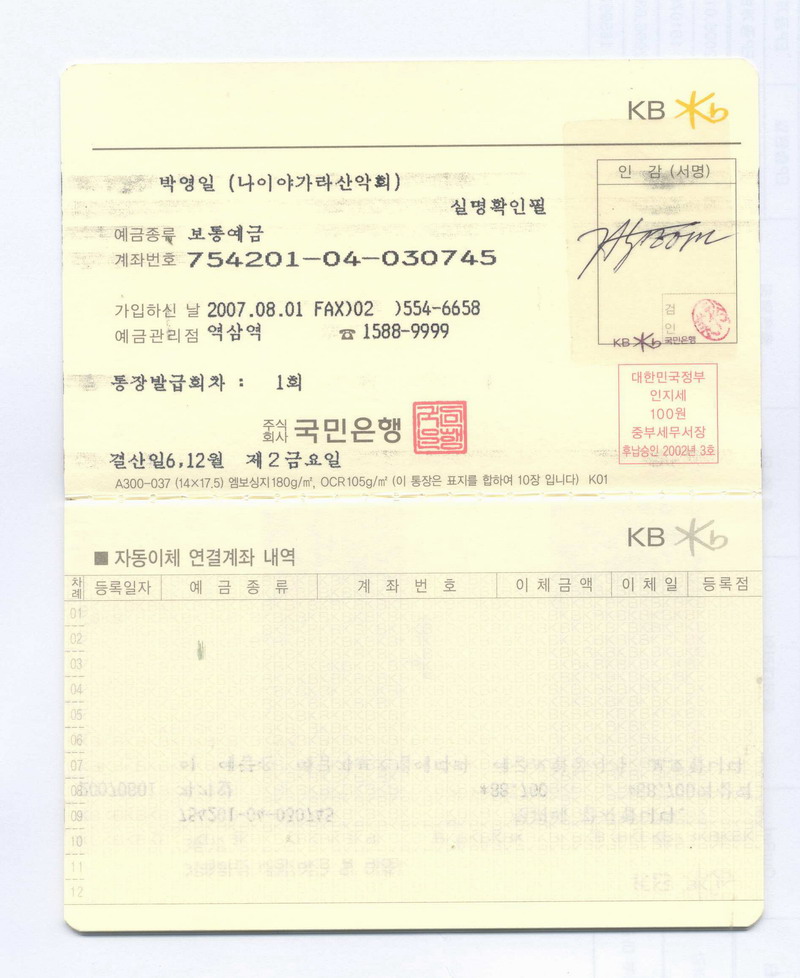 KB
박영일 (나이야가라산악회)
인 감 (서명)
실명확인필
예금종류 보통예금
계좌번호 754201-04-030745
가입하신 날 2007.08.01 FAX)02 )554-6658
검
인
예금관리점 역삼역 ☎ 1588-9999
KB 국민은행
통장발급회차 : 1회
대한민국정부
인지세
100원
중부세무서장
후납승인 2002년 3호
주식
회사 국민은행
결산일6,12월 제2금요일
A300-037 (14×17.5) 엠보싱지180g/㎡, OCR105g/㎡ (이 통장은 표지를 합하여 10장 입니다) K01
KB
■ 자동이체 연결계좌 내역
차례 등록일자 예 금 종 류 계 좌 번 호 이 체 금 액 이 체 일 등 록 점
01
02
03
04
05
06
07
08
09
10
11
12